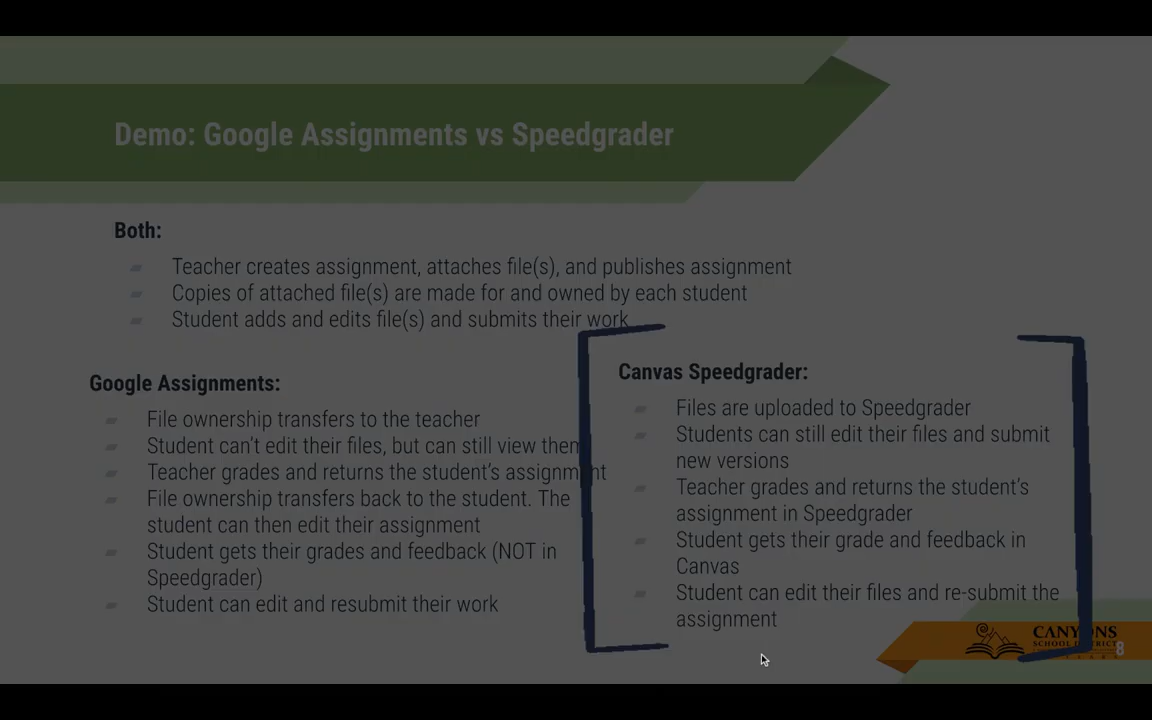 Demo: Google Assignments vs Speedgrader
Both:
Teacher creates assignment, attaches file(s), and publishes assignment
Copies of attached file(s) are made for and owned by each student
Student adds and edits file(s) and submits their work
Google Assignments:
File ownership transfers to the teacher
Student can't edit their files, but can still view them
Teacher grades and returns the student's assignment
File ownership transfers back to the student. The
student can then edit their assignment
Student gets their grades and feedback (NOT in
Speedgrader)
Student can edit and resubmit their work
Canvas Speedgrader:
Files are uploaded to Speedgrader
Students can still edit their files and submit
new versions
Teacher grades and returns the student's
assignment in Speedgrader
Student gets their grade and feedback in
Canvas
Student can edit their files and re-submit the
assignment
CANYONS
SCHOOL DISTRICT
8